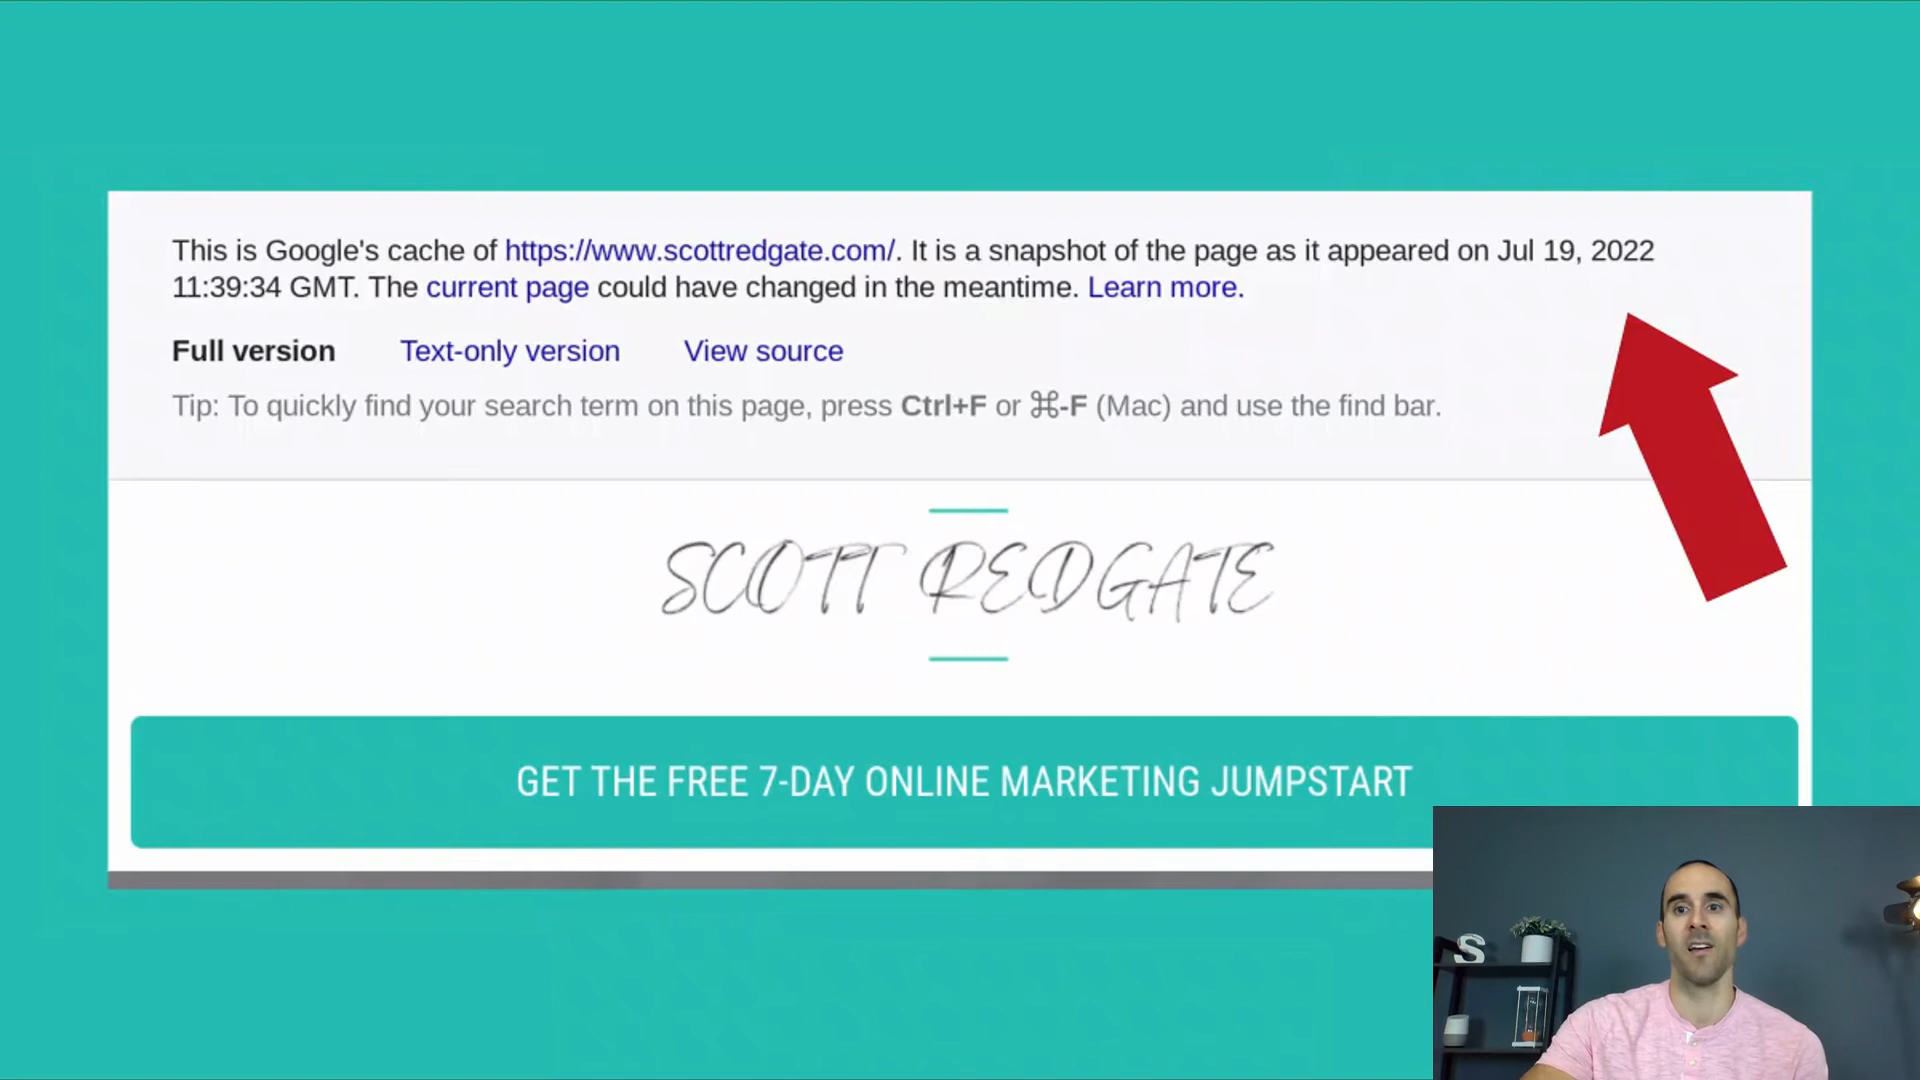 This is Google's cache of https://www.scottredgate.com/. It is a snapshot of the page as it appeared on Jul 19, 2022
11:39:34 GMT. The current page could have changed in the meantime. Learn more.
Full version Text-only version View source
Tip: To quickly find your search term on this page, press Ctrl+F or ⌘-F (Mac) and use the find bar.
SCOTT REDGATE
GET THE FREE 7-DAY ONLINE MARKETING JUMPSTART
S